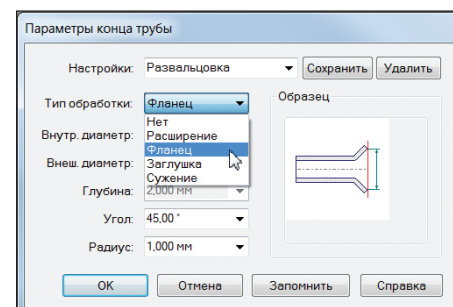 Параметры конца трубы
Настройки: Развальцовка Сохранить Удалить
Тип обработки: Фланец Образец
Нет
Внутр. диаметр: Расширение
Фланец
Внеш. диаметр: Заглушка
Сужение
Глубина: 2,000 мм
Угол: 45,00 °
Радиус: 1,000 мм
OK Отмена Запомнить Справка